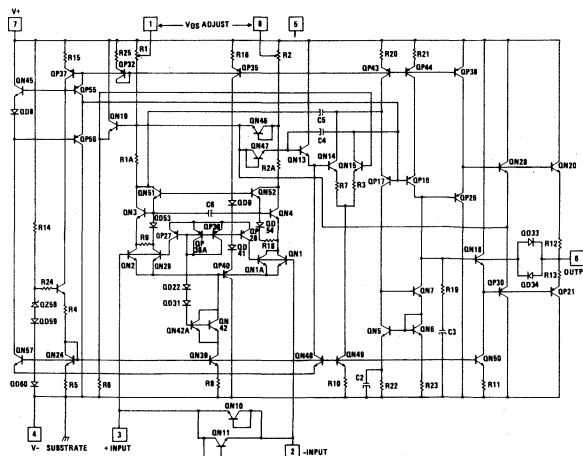 V+
7
1
VOS ADJUST
8
5
R15
R25
QP32
R1
R16
R2
R20
R21
QP37
QP35
QP43
QP44
QP38
QN45
QP55
QD8
QN19
QN46
C5
QP56
QN47
C4
QN13
QN14
QN15
QN28
QN20
R1A
R2A
R7
R3
QP17
QP16
QN51
QD9
QN52
QP26
QN3
C6
QN4
QD53
QD54
R14
R9
QP27
QP36A
QP36
QP28
QD41
R18
QN18
QD33
R12
6
OUTPUT
QD34
R13
QN2
QN29
QP40
QN1A
QN1
QP30
QP21
R24
QD22
QN7
R19
QZ58
R4
QD31
C3
QD59
QN42A
QN42
QN5
QN6
QN57
QN24
QN39
QN48
QN49
QN50
QD60
R5
R6
R8
R10
C2
R22
R23
R11
4
V-
SUBSTRATE
3
+INPUT
QN10
QN11
2
-INPUT